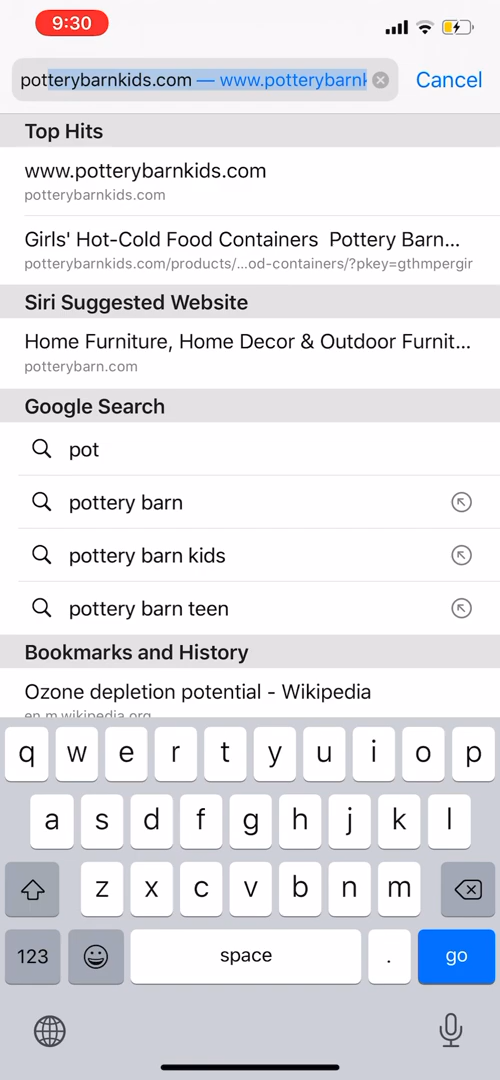 9:30
potterybarnkids.com — www.potterybarnk
Cancel
Top Hits
www.potterybarnkids.com
potterybarnkids.com
Girls' Hot-Cold Food Containers Pottery Barn...
potterybarnkids.com/products/...od-containers/?pkey=gthmpergir
Siri Suggested Website
Home Furniture, Home Decor & Outdoor Furnit...
potterybarn.com
Google Search
pot
pottery barn
pottery barn kids
pottery barn teen
Bookmarks and History
Ozone depletion potential - Wikipedia
en.m.wikipedia.org
q w e r t y u i o p
a s d f g h j k l
z x c v b n m
123 space . go